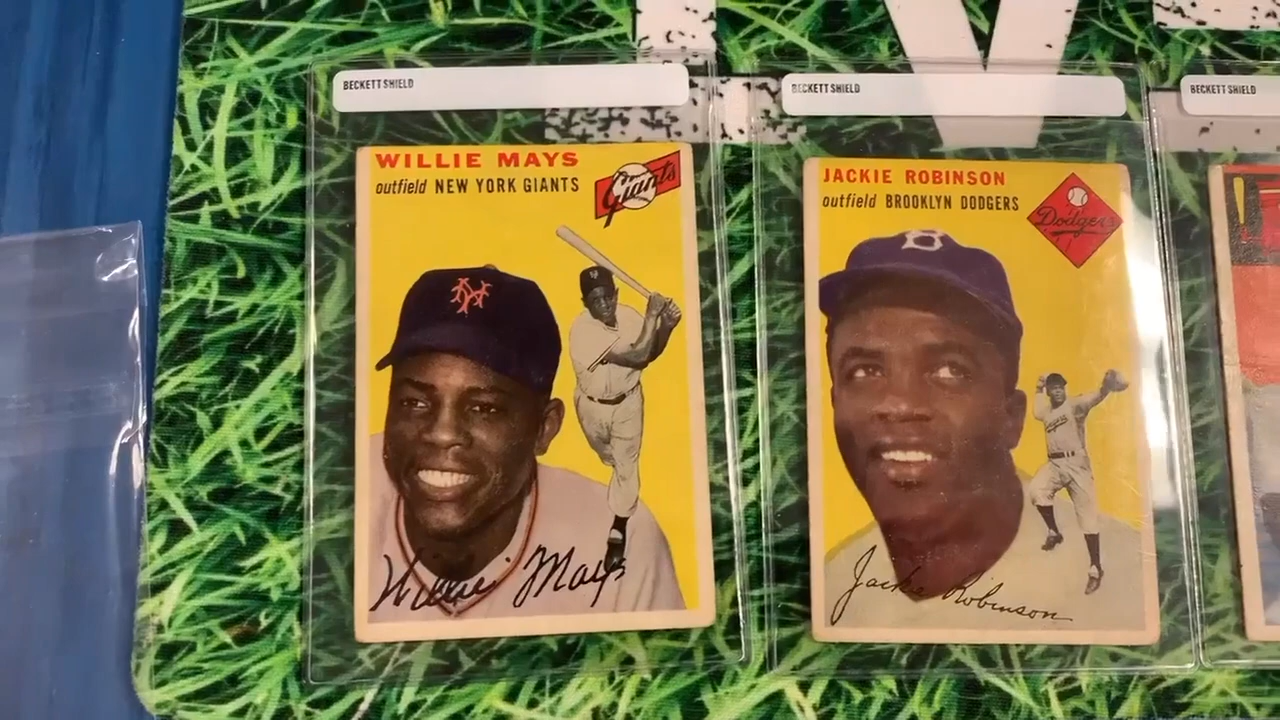 BECKETT SHIELD
WILLIE MAYS
outfield NEW YORK GIANTS
Giants
NY
Willie Mays
BECKETT SHIELD
JACKIE ROBINSON
outfield BROOKLYN DODGERS
Dodgers
B
Jackie Robinson
BECKETT SHIELD